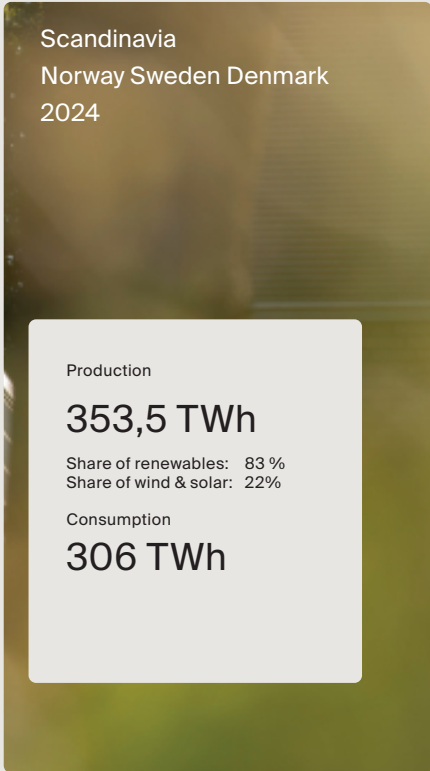 Scandinavia
Norway Sweden Denmark
2024
Production
353,5 TWh
Share of renewables: 83 %
Share of wind & solar: 22%
Consumption
306 TWh